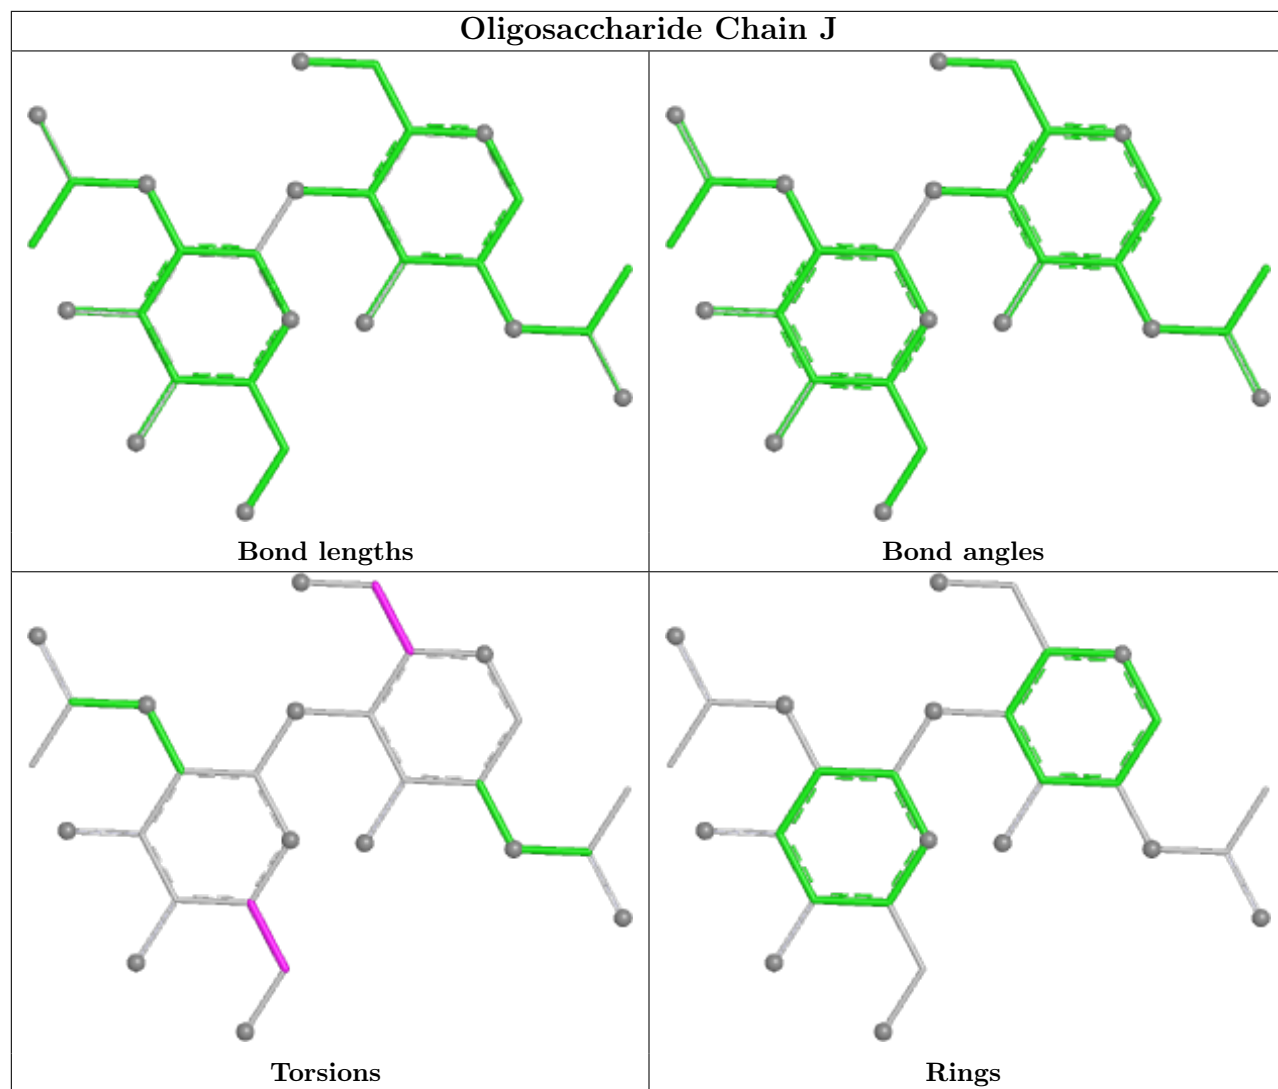 Oligosaccharide Chain J
Bond lengths
Bond angles
Torsions
Rings